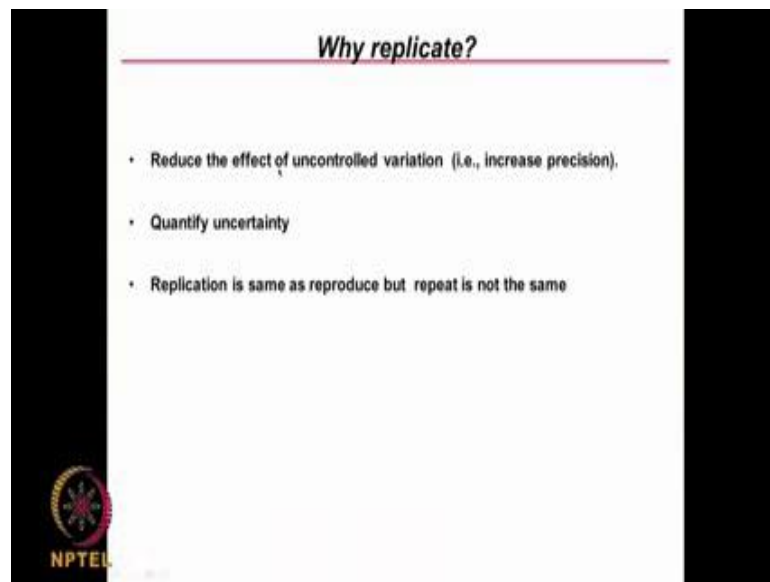 Why replicate?
• Reduce the effect of uncontrolled variation (i.e., increase precision).
• Quantify uncertainty
• Replication is same as reproduce but repeat is not the same
NPTEL